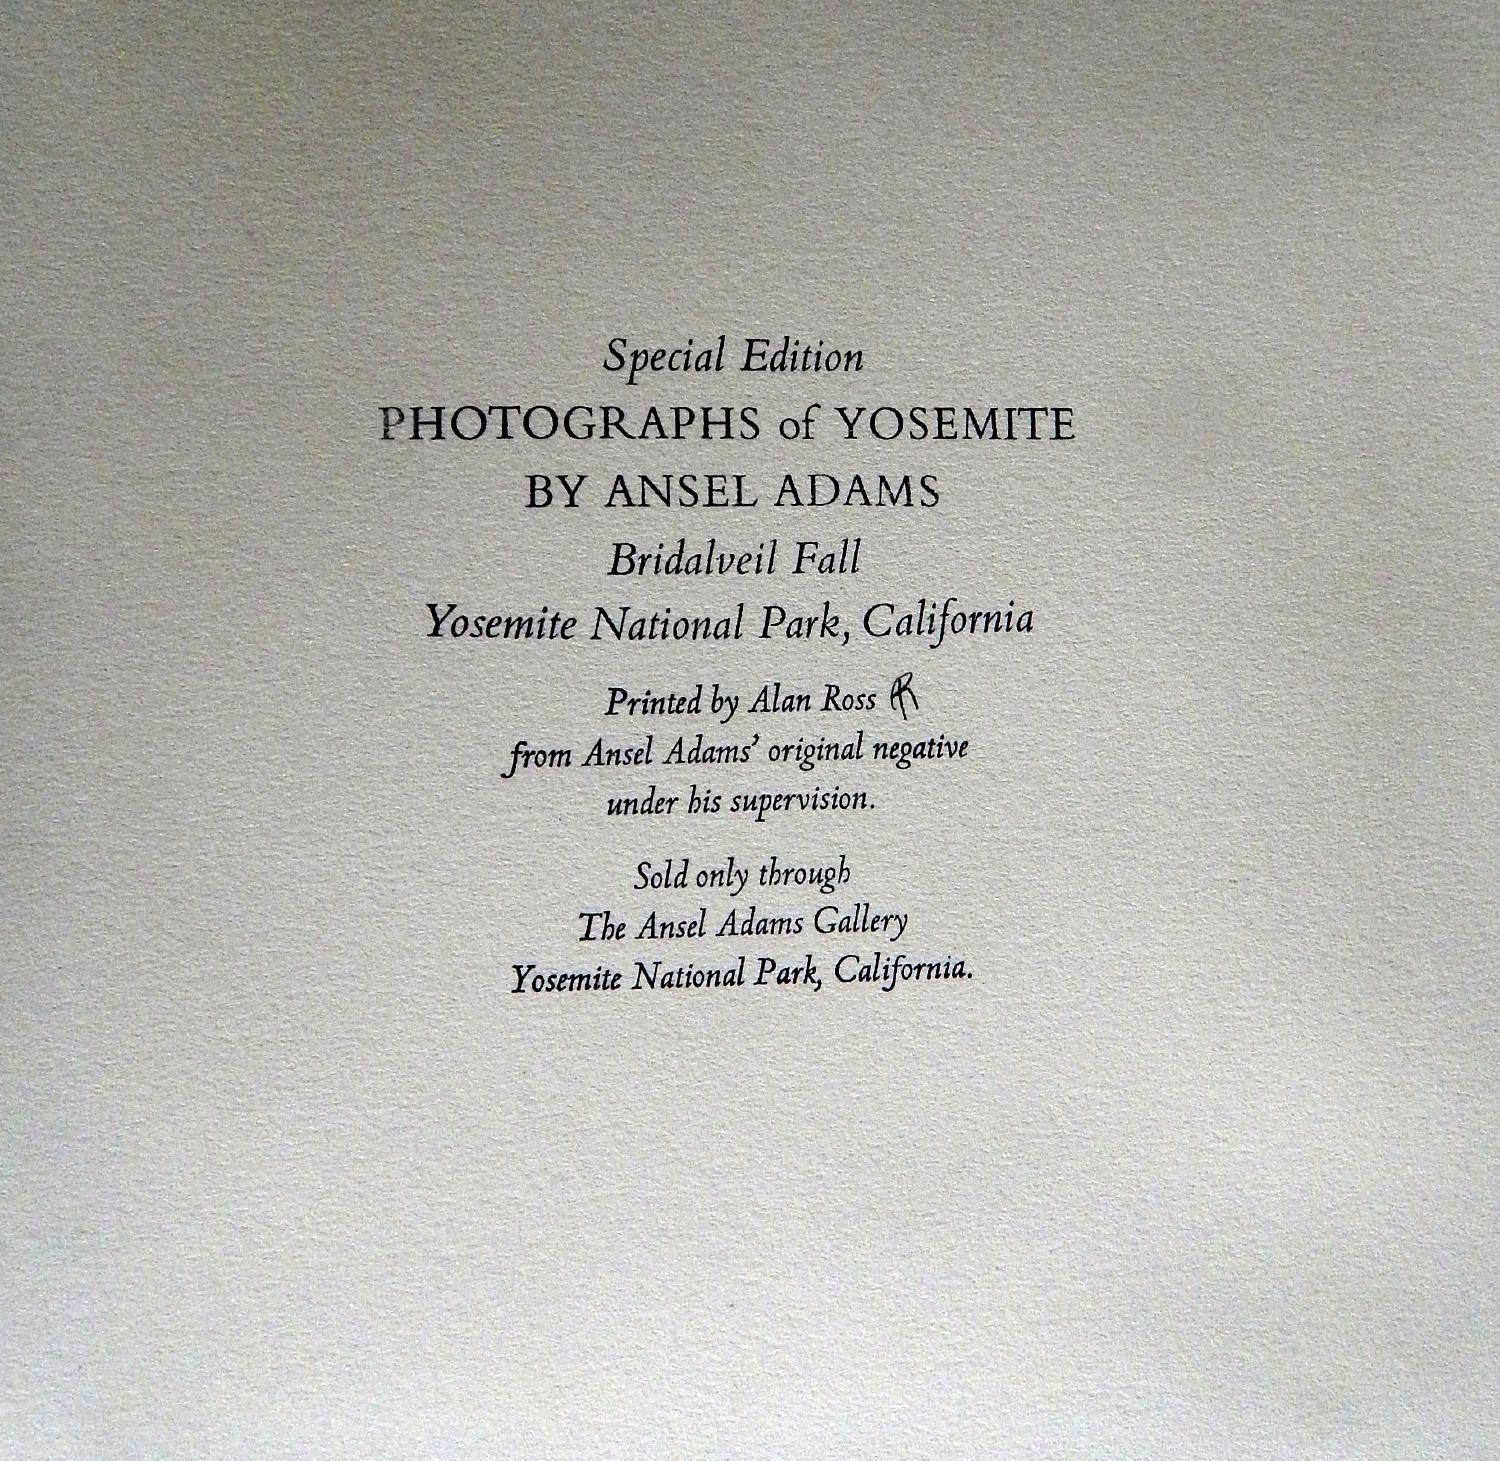 Special Edition
PHOTOGRAPHS of YOSEMITE
BY ANSEL ADAMS
Bridalveil Fall
Yosemite National Park, California
Printed by Alan Ross
from Ansel Adams’ original negative
under his supervision.
Sold only through
The Ansel Adams Gallery
Yosemite National Park, California.